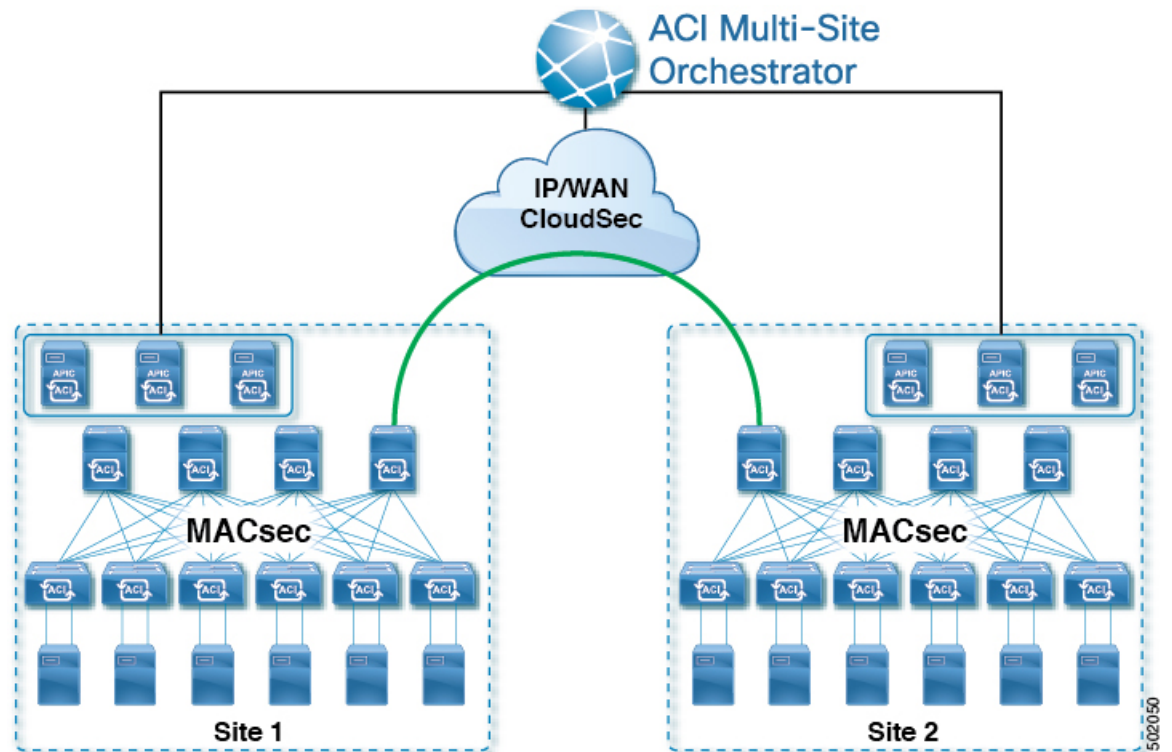 ACI Multi-Site
Orchestrator
IP/WAN
CloudSec
APIC
ACI
APIC
ACI
APIC
ACI
APIC
ACI
APIC
ACI
APIC
ACI
ACI
ACI
ACI
ACI
ACI
ACI
ACI
ACI
MACsec
MACsec
ACI
ACI
ACI
ACI
ACI
ACI
ACI
ACI
ACI
ACI
ACI
ACI
Site 1
Site 2
502050